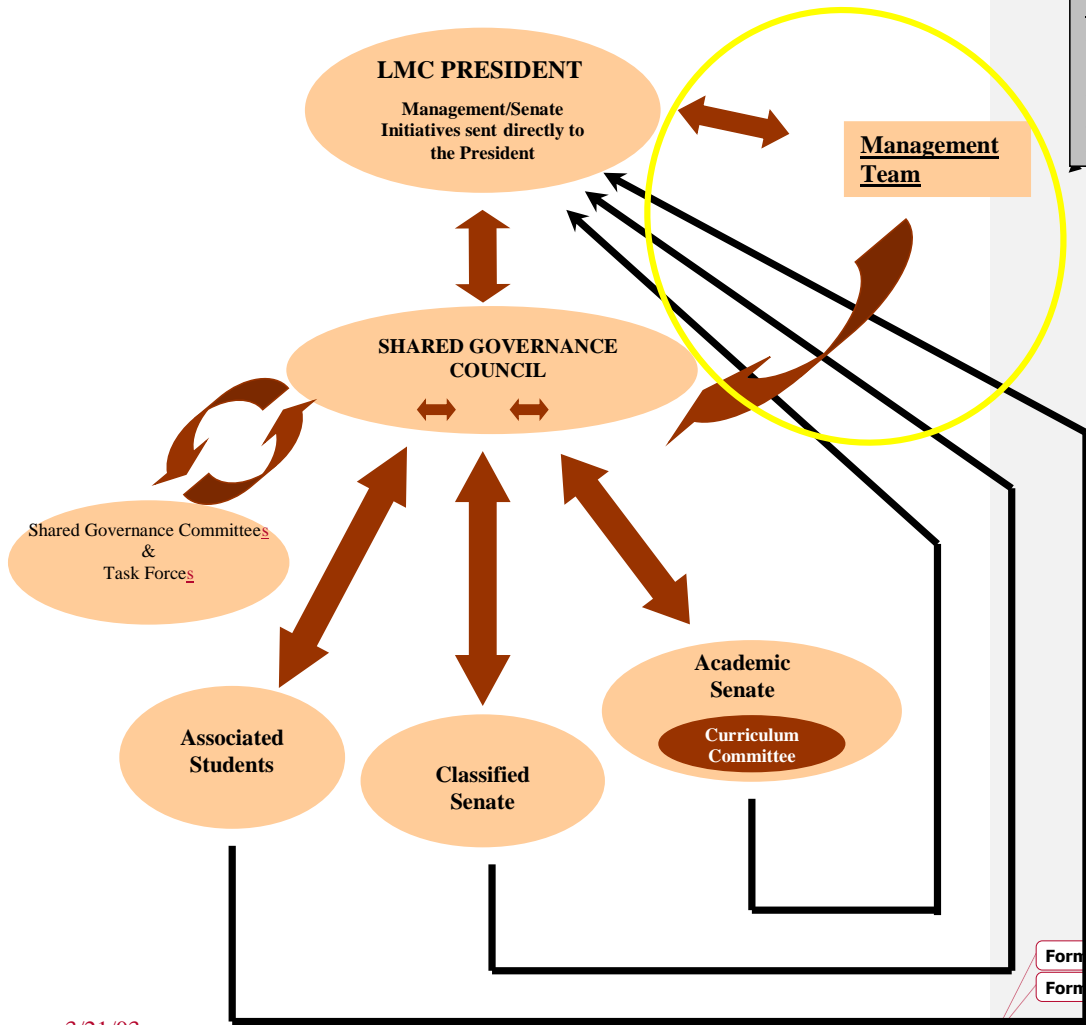 LMC PRESIDENT
Management/Senate
Initiatives sent directly to
the President
Management
Team
SHARED GOVERNANCE
COUNCIL
Shared Governance Committees
&
Task Forces
Academic
Senate
Curriculum
Committee
Associated
Students
Classified
Senate